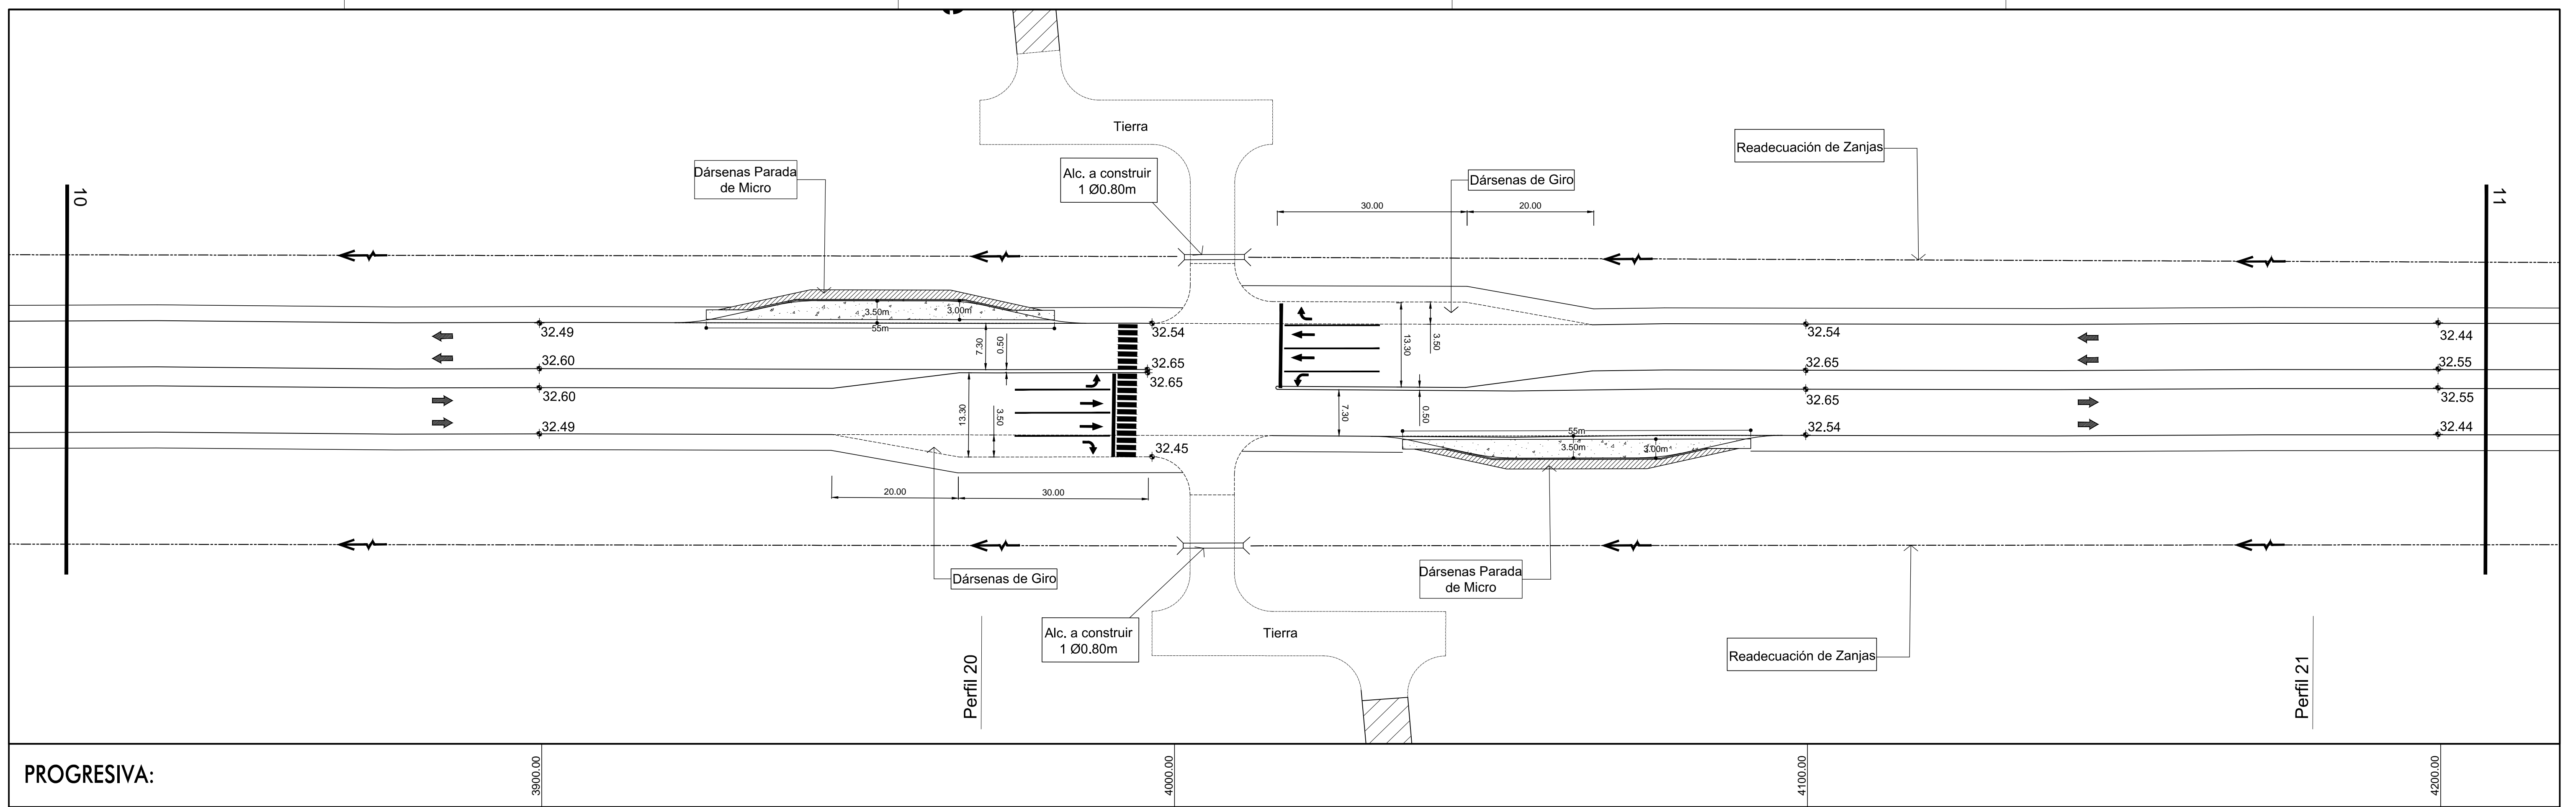 Tierra
Readecuación de Zanjas
Dársenas Parada
de Micro
Alc. a construir
1 Ø0.80m
Dársenas de Giro
10
11
30.00
20.00
3.50m
3.00m
55m
32.49
32.54
32.54
32.44
7.30
0.50
13.30
3.50
32.60
32.65
32.65
32.55
32.65
32.60
32.65
32.55
13.30
3.50
7.30
0.50
32.49
32.45
32.54
32.44
55m
3.50m
3.00m
20.00
30.00
Dársenas de Giro
Dársenas Parada
de Micro
Alc. a construir
1 Ø0.80m
Tierra
Readecuación de Zanjas
Perfil 20
Perfil 21
PROGRESIVA:
3900.00
4000.00
4100.00
4200.00